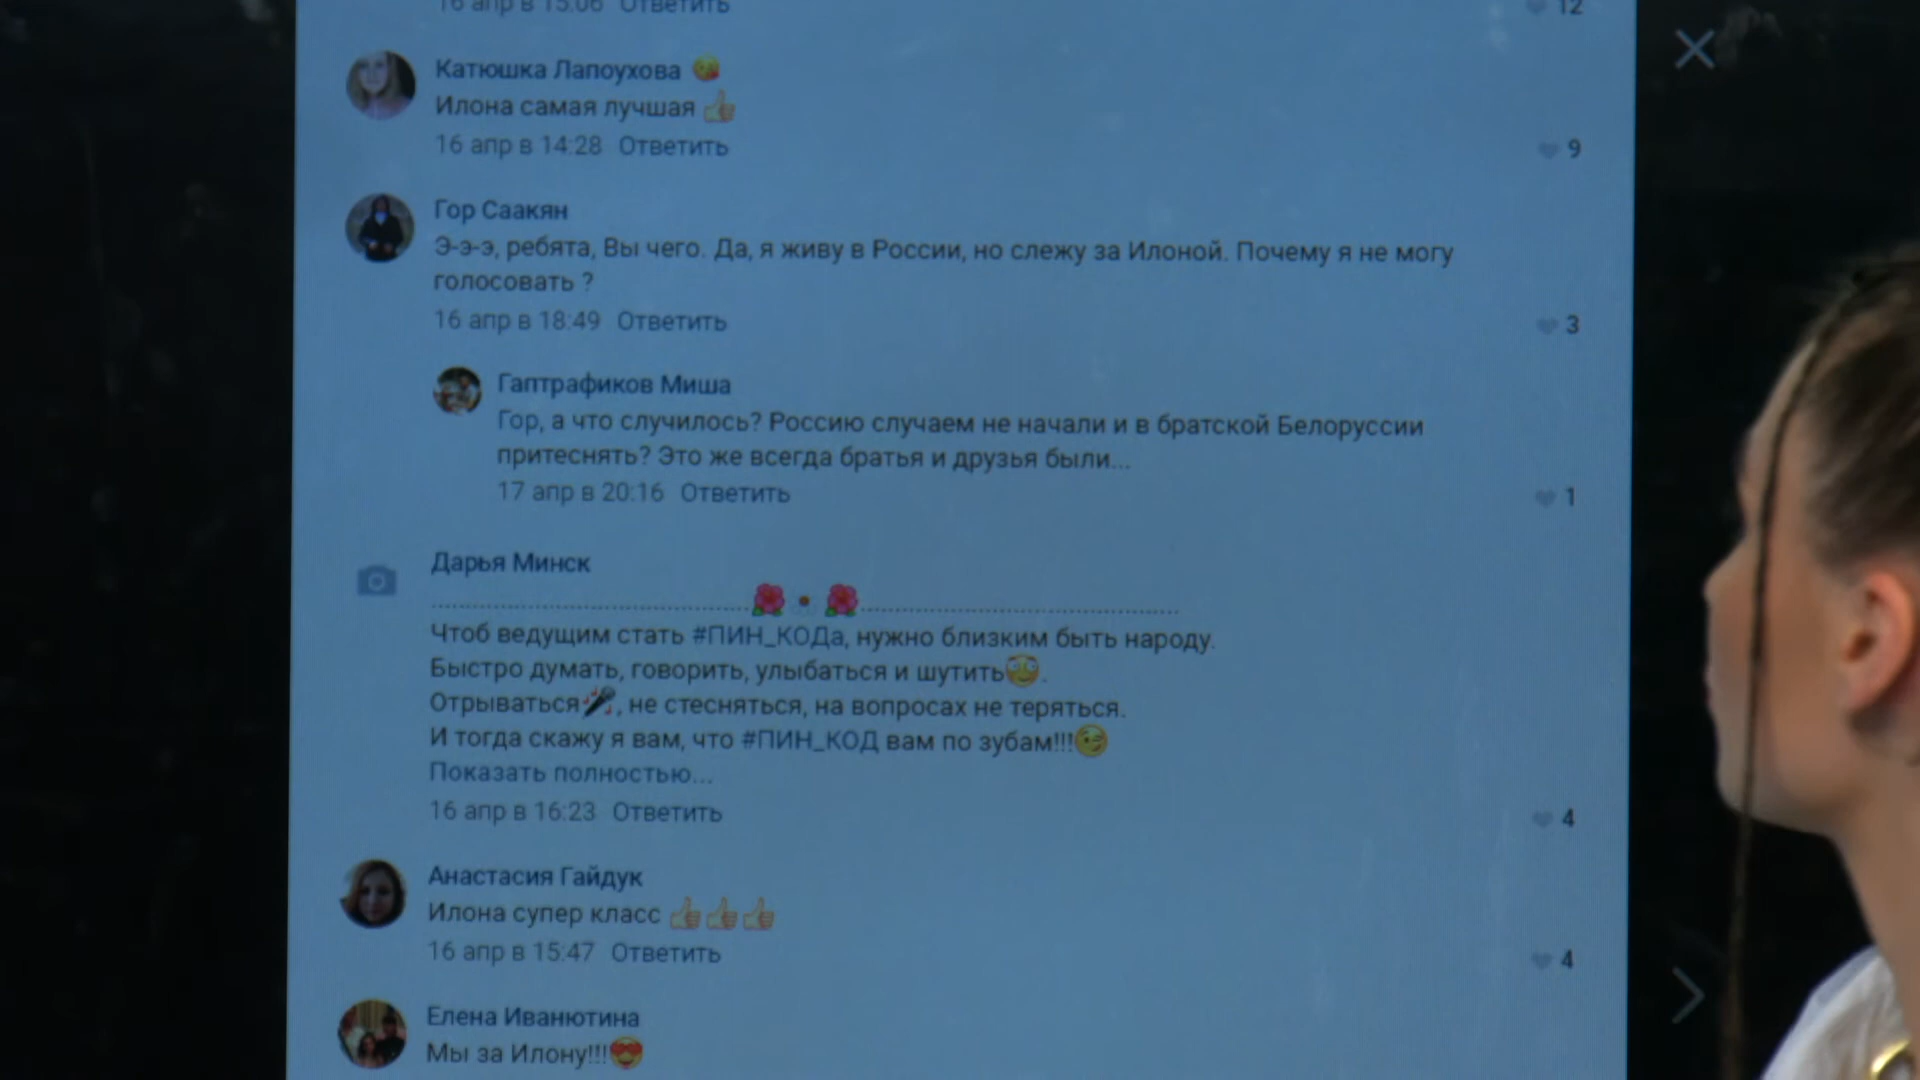 16 апр в 15:06 Ответить 12
Катюшка Лапоухова
Илона самая лучшая
16 апр в 14:28 Ответить 9
Гор Саакян
Э-э-э, ребята, Вы чего. Да, я живу в России, но слежу за Илоной. Почему я не могу
голосовать ?
16 апр в 18:49 Ответить 3
Гаптрафиков Миша
Гор, а что случилось? Россию случаем не начали и в братской Белоруссии
притеснять? Это же всегда братья и друзья были...
17 апр в 20:16 Ответить 1
Дарья Минск
Чтоб ведущим стать #ПИН_КОДа, нужно близким быть народу.
Быстро думать, говорить, улыбаться и шутить😳.
Отрываться🎤, не стесняться, на вопросах не теряться.
И тогда скажу я вам, что #ПИН_КОД вам по зубам!!!😉
Показать полностью...
16 апр в 16:23 Ответить 4
Анастасия Гайдук
Илона супер класс 👍👍👍
16 апр в 15:47 Ответить 4
Елена Иванютина
Мы за Илону!!!😍